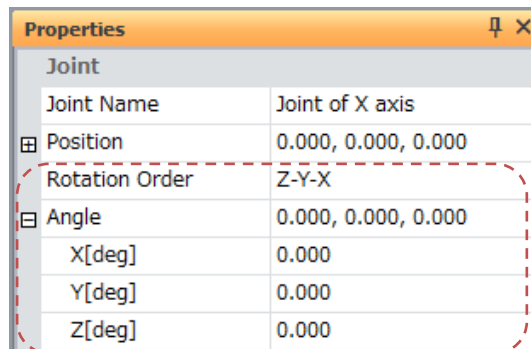 Properties
Joint
Joint Name Joint of X axis
Position 0.000, 0.000, 0.000
Rotation Order Z-Y-X
Angle 0.000, 0.000, 0.000
X[deg] 0.000
Y[deg] 0.000
Z[deg] 0.000